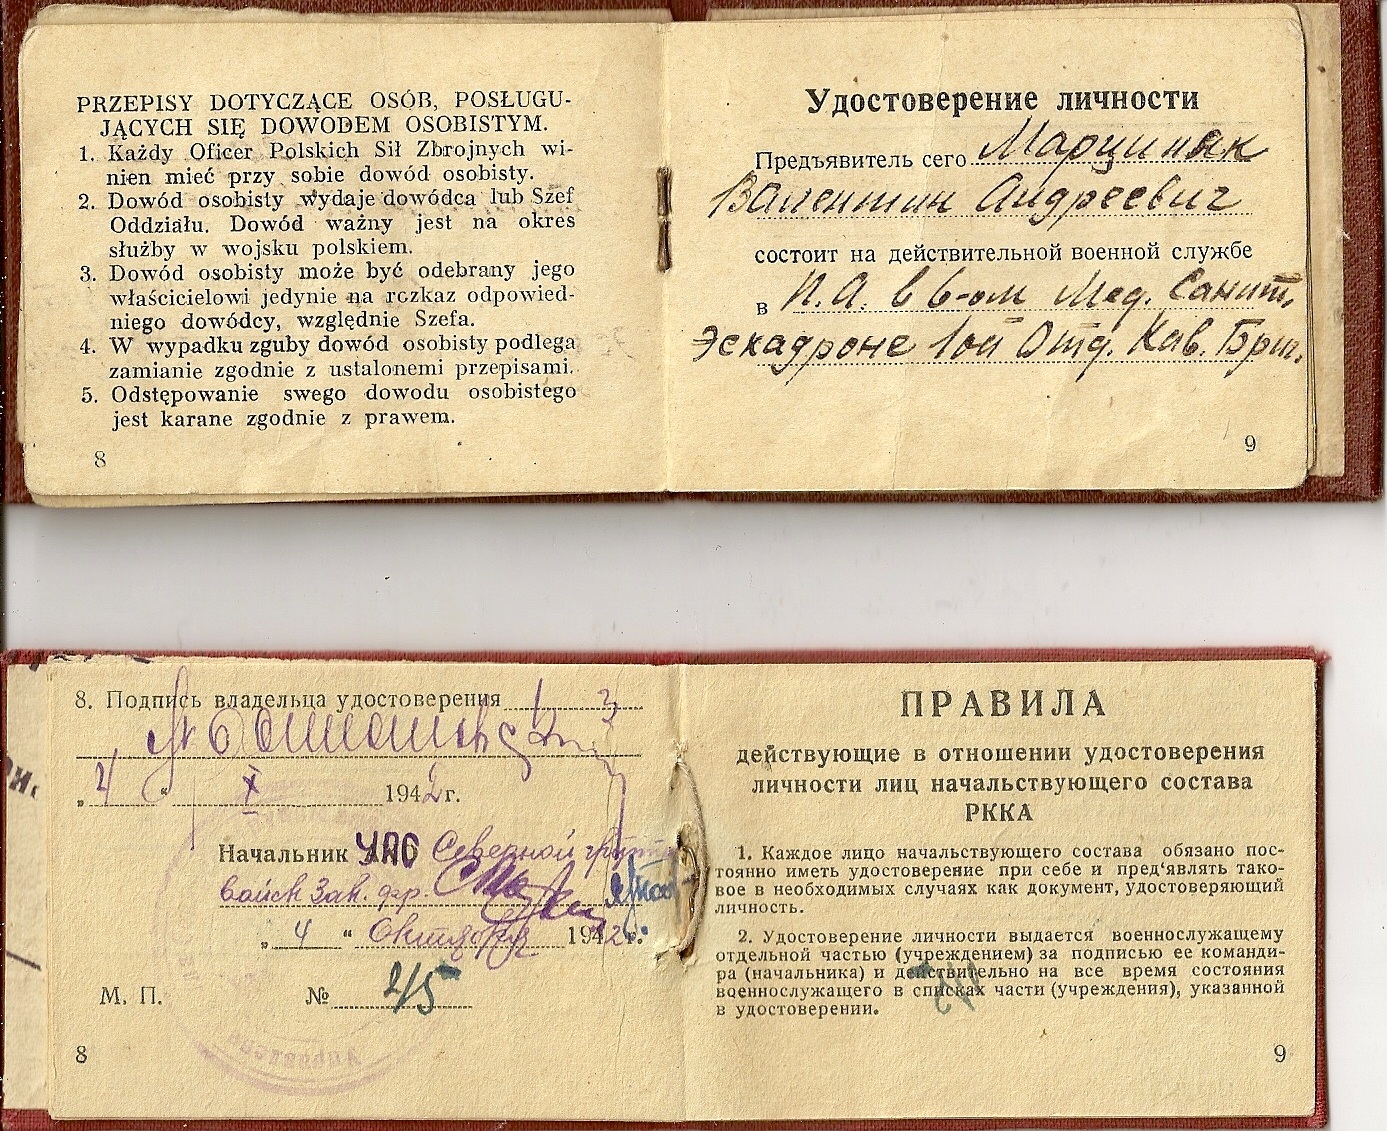 PRZEPISY DOTYCZĄCE OSÓB, POSŁUGU-
JĄCYCH SIĘ DOWODEM OSOBISTYM.
1. Każdy Oficer Polskich Sił Zbrojnych wi-
nien mieć przy sobie dowód osobisty.
2. Dowód osobisty wydaje dowódca lub Szef
Oddziału. Dowód ważny jest na okres
służby w wojsku polskiem.
3. Dowód osobisty może być odebrany jego
właścicielowi jedynie na rozkaz odpowied-
niego dowódcy, względnie Szefa.
4. W wypadku zguby dowód osobisty podlega
zamianie zgodnie z ustalonemi przepisami.
5. Odstępowanie swego dowodu osobistego
jest karane zgodnie z prawem.
8
Удостоверение личности
Предъявитель сего Марциняк
Валентин Андреевич
состоит на действительной военной службе
в П.А. в 6-ом Мед. Санит.
Эскадроне 1ой Отд. Кав. Бриг.
9
8. Подпись владельца удостоверения
„4“ X 1942г.
Начальник УПС Северной групп
войск Зак. фр.
„4“ Октября 1942г.
М. П. № 215
8
ПРАВИЛА
действующие в отношении удостоверения
личности лиц начальствующего состава
РККА
1. Каждое лицо начальствующего состава обязано пос-
тоянно иметь удостоверение при себе и пред‘являть тако-
вое в необходимых случаях как документ, удостоверяющий
личность.
2. Удостоверение личности выдается военнослужащему
отдельной частью (учреждением) за подписью ее команди-
ра (начальника) и действительно на все время состояния
военнослужащего в списках части (учреждения), указанной
в удостоверении.
9